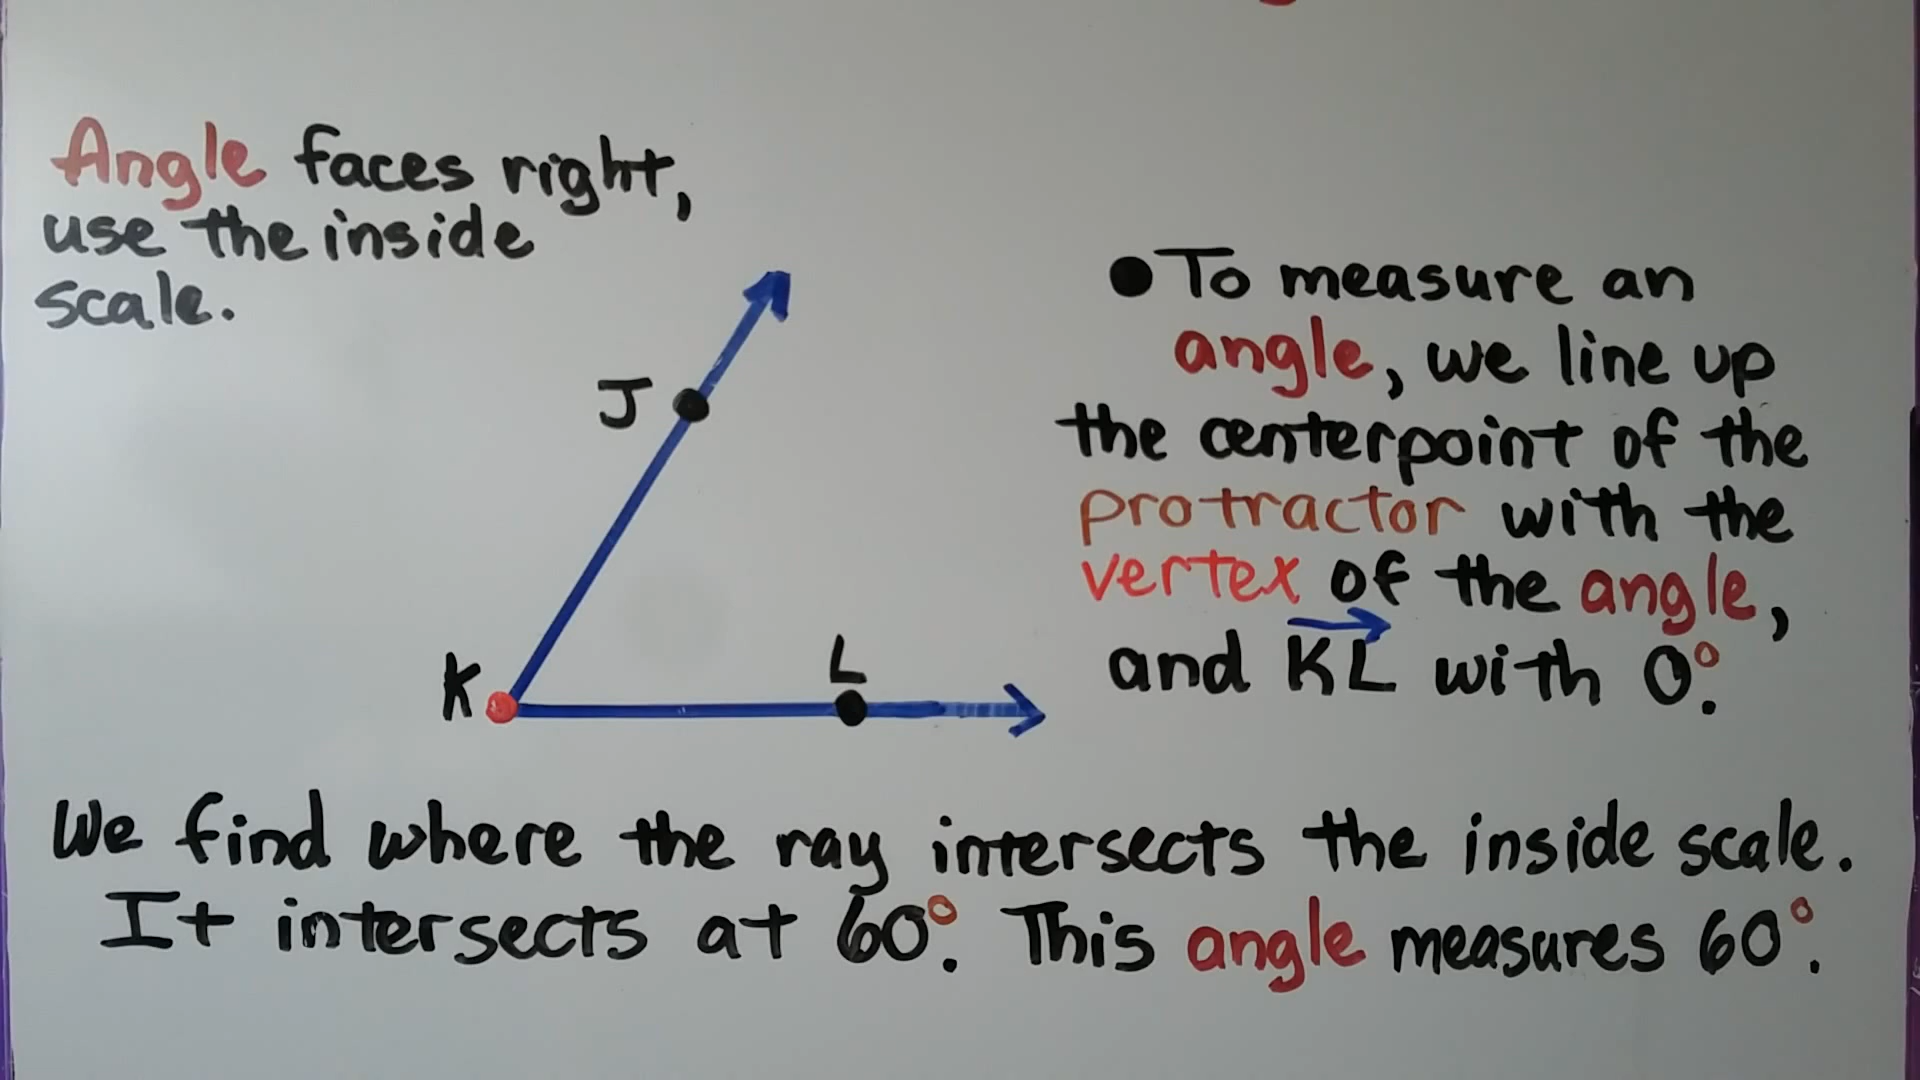 Angle faces right,
use the inside
scale.
J
K
L
●To measure an
angle, we line up
the centerpoint of the
protractor with the
vertex of the angle,
and K⃗L⃗ with 0°.
We find where the ray intersects the inside scale.
It intersects at 60°. This angle measures 60°.